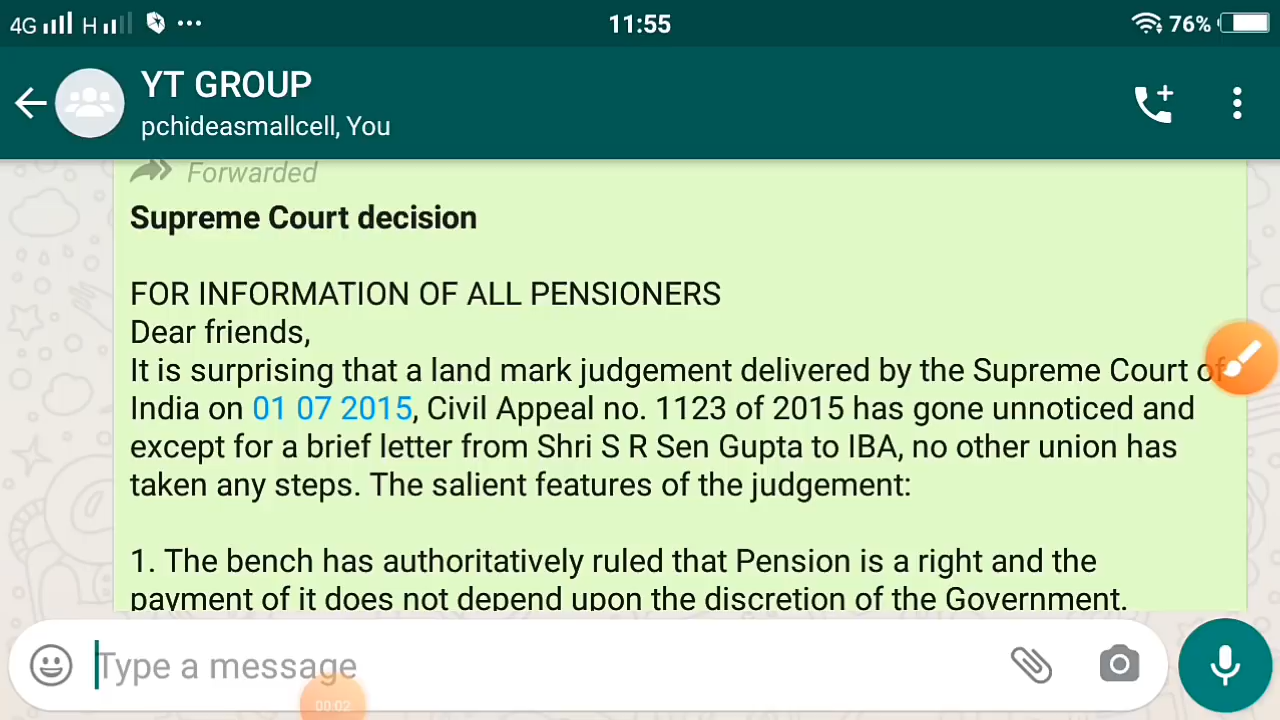 4G H 11:55 76%
YT GROUP
pchideasmallcell, You
Forwarded
Supreme Court decision
FOR INFORMATION OF ALL PENSIONERS
Dear friends,
It is surprising that a land mark judgement delivered by the Supreme Court of
India on 01 07 2015, Civil Appeal no. 1123 of 2015 has gone unnoticed and
except for a brief letter from Shri S R Sen Gupta to IBA, no other union has
taken any steps. The salient features of the judgement:
1. The bench has authoritatively ruled that Pension is a right and the
payment of it does not depend upon the discretion of the Government.
Type a message
00:02